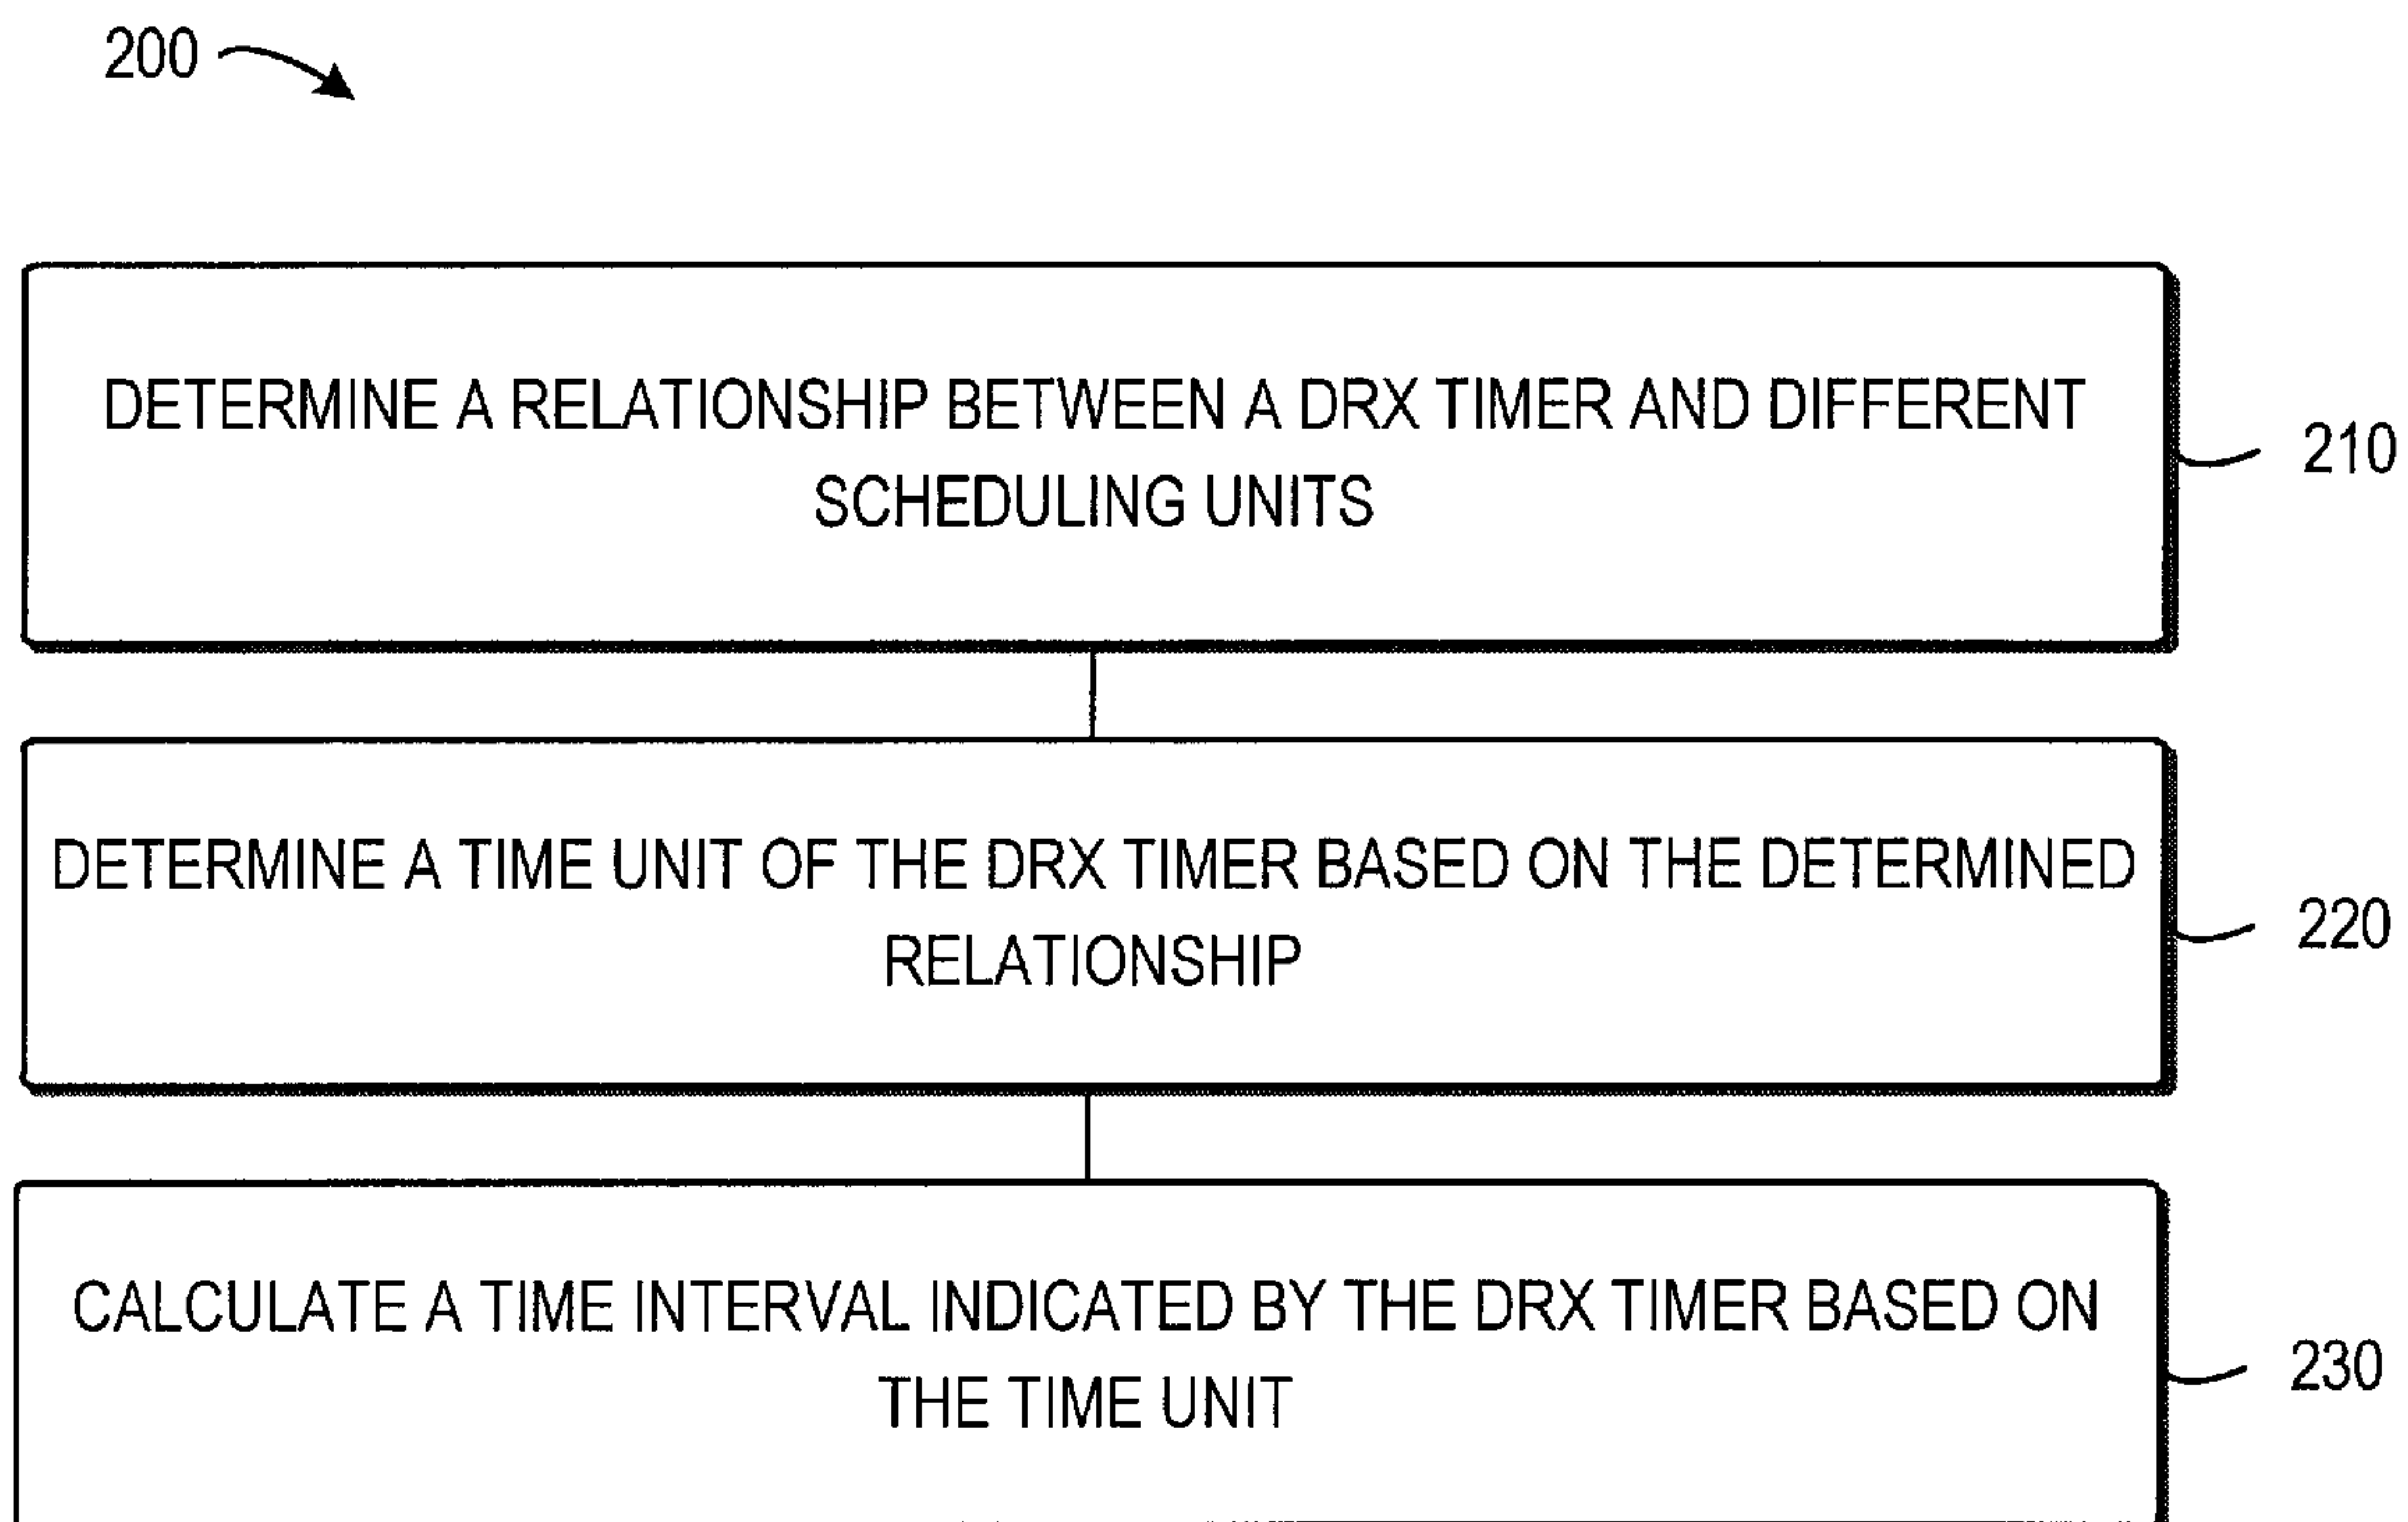 200
DETERMINE A RELATIONSHIP BETWEEN A DRX TIMER AND DIFFERENT
SCHEDULING UNITS
210
DETERMINE A TIME UNIT OF THE DRX TIMER BASED ON THE DETERMINED
RELATIONSHIP
220
CALCULATE A TIME INTERVAL INDICATED BY THE DRX TIMER BASED ON
THE TIME UNIT
230